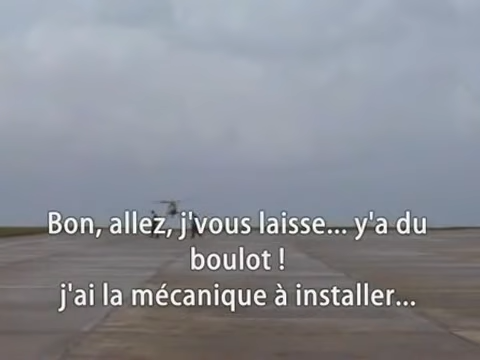 Bon, allez, j'vous laisse... y'a du
boulot !
j'ai la mécanique à installer...